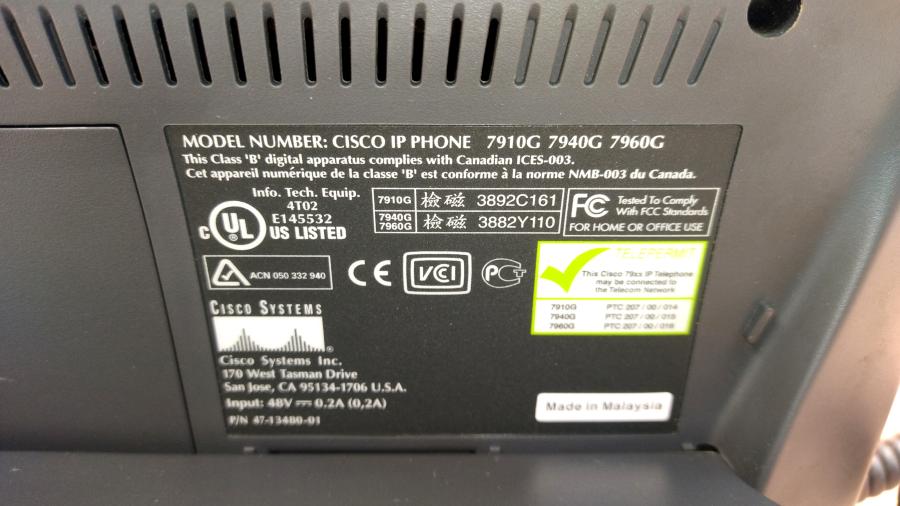 MODEL NUMBER: CISCO IP PHONE 7910G 7940G 7960G
This Class 'B' digital apparatus complies with Canadian ICES-003.
Cet appareil numérique de la classe 'B' est conforme à la norme NMB-003 du Canada.
Info. Tech. Equip.
4T02
E145532
c UL US LISTED
7910G 檢磁 3892C161
7940G 7960G 檢磁 3882Y110
FC Tested To Comply
With FCC Standards
FOR HOME OR OFFICE USE
ACN 050 332 940
CE
VCI
PCT
TELEPERMIT
This Cisco 79xx IP Telephone
may be connected to
the Telecom Network
7910G PTC 207 / 00 / 014
7940G PTC 207 / 00 / 015
7960G PTC 207 / 00 / 016
CISCO SYSTEMS
®
Cisco Systems Inc.
170 West Tasman Drive
San Jose, CA 95134-1706 U.S.A.
Input: 48V ⎓ 0.2A (0,2A)
P/N 47-13480-01
Made in Malaysia